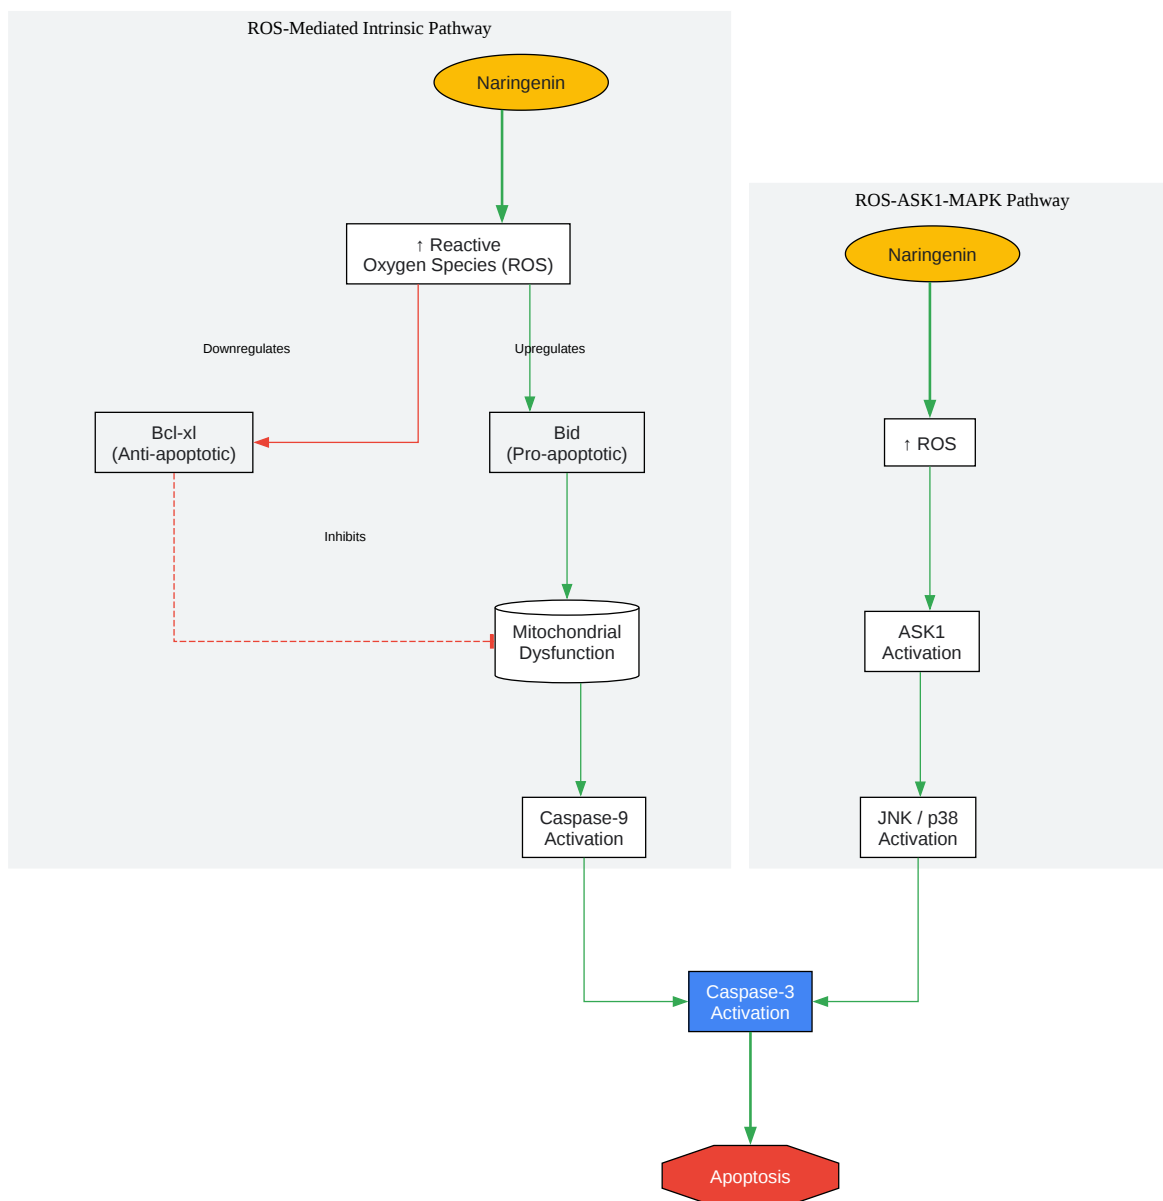 ROS-Mediated Intrinsic Pathway
Naringenin
↑ Reactive
Oxygen Species (ROS)
Downregulates
Upregulates
Bcl-xl
(Anti-apoptotic)
Bid
(Pro-apoptotic)
Inhibits
Mitochondrial
Dysfunction
Caspase-9
Activation
ROS-ASK1-MAPK Pathway
Naringenin
↑ ROS
ASK1
Activation
JNK / p38
Activation
Caspase-3
Activation
Apoptosis